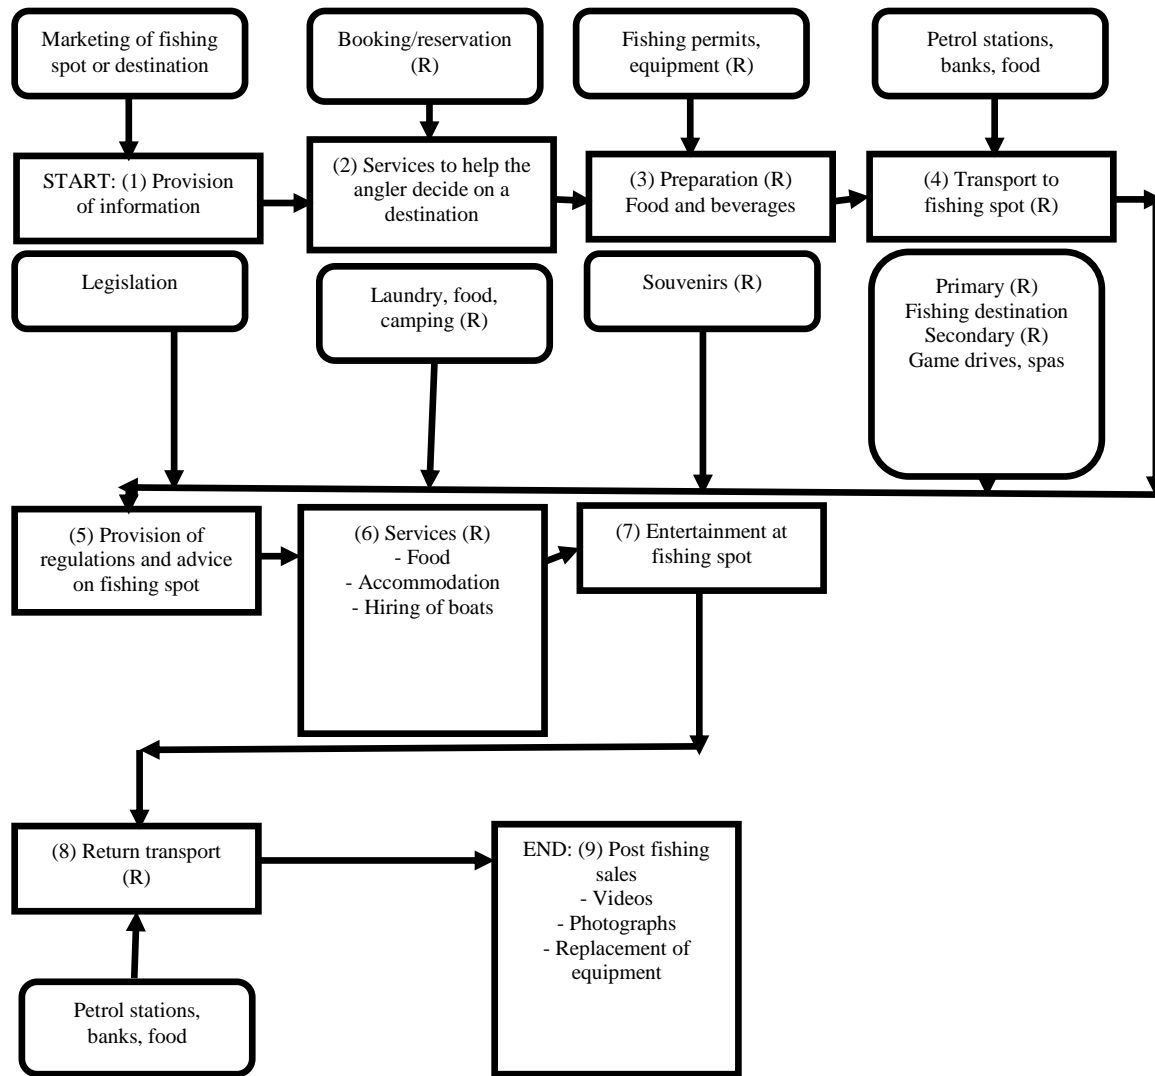 Marketing of fishing
spot or destination
Booking/reservation
(R)
Fishing permits,
equipment (R)
Petrol stations,
banks, food
START: (1) Provision
of information
(2) Services to help the
angler decide on a
destination
(3) Preparation (R)
Food and beverages
(4) Transport to
fishing spot (R)
Legislation
Laundry, food,
camping (R)
Souvenirs (R)
Primary (R)
Fishing destination
Secondary (R)
Game drives, spas
(5) Provision of
regulations and advice
on fishing spot
(6) Services (R)
- Food
- Accommodation
- Hiring of boats
(7) Entertainment at
fishing spot
(8) Return transport
(R)
END: (9) Post fishing
sales
- Videos
- Photographs
- Replacement of
equipment
Petrol stations,
banks, food